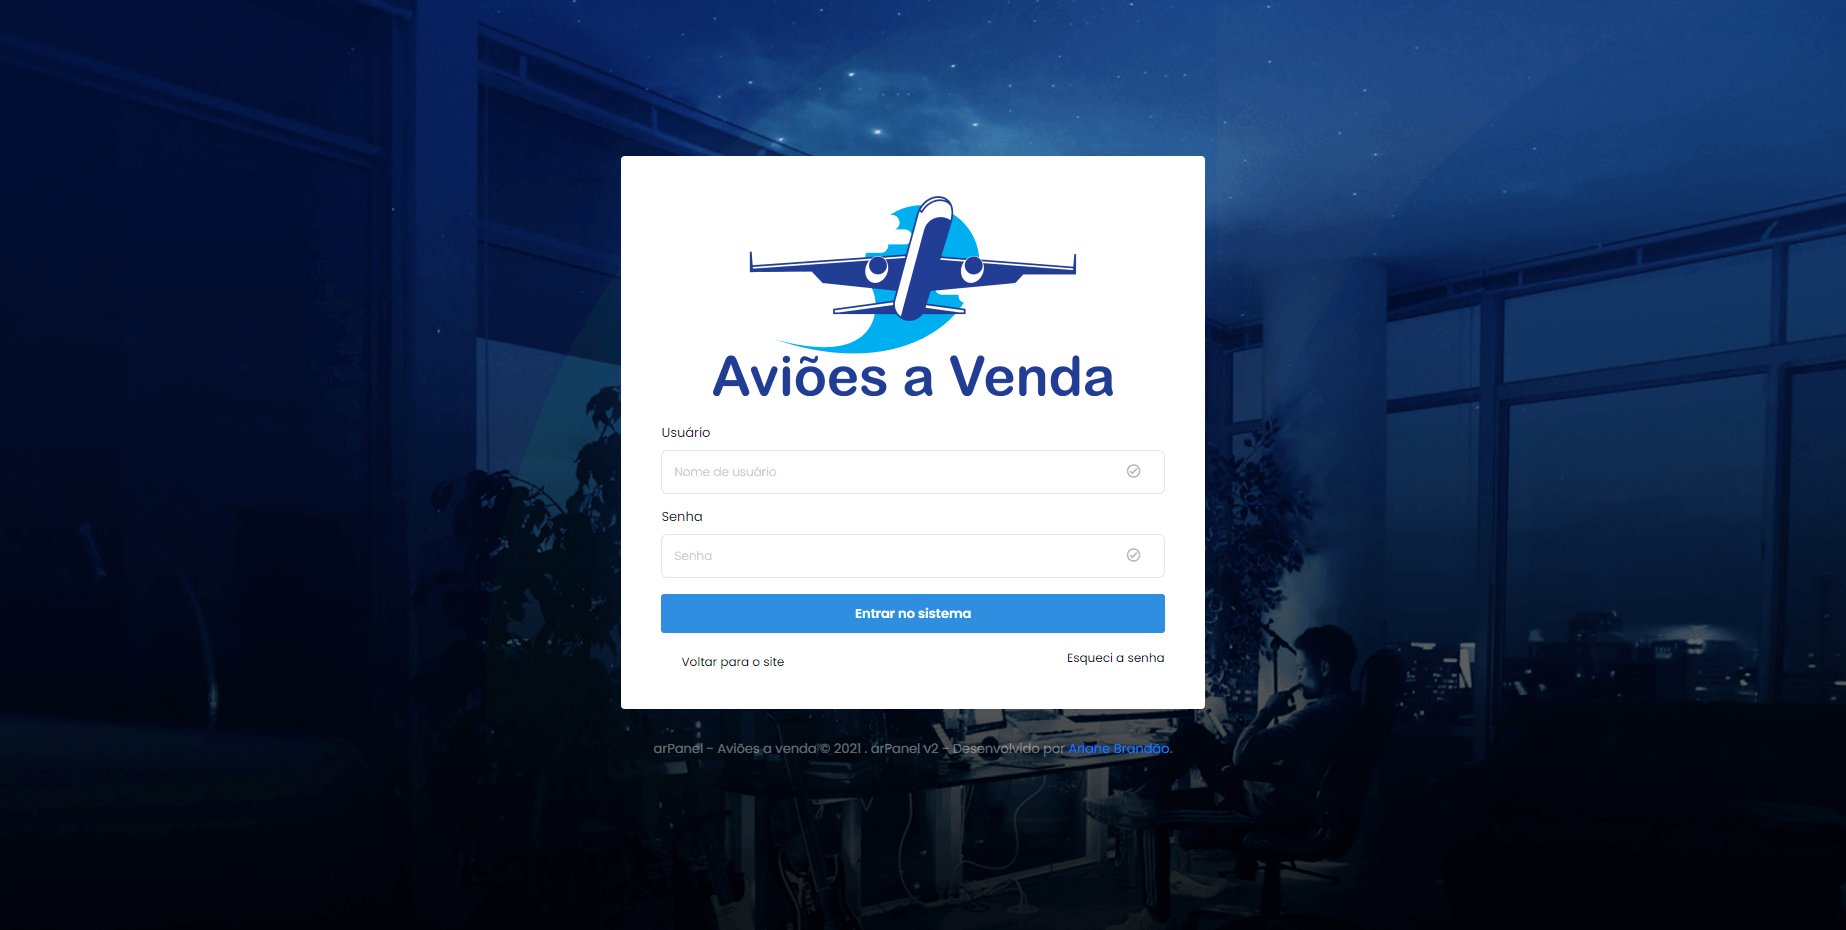 Aviões a Venda
Usuário
Nome de usuário
Senha
Senha
Entrar no sistema
Voltar para o site
Esqueci a senha
arPanel - Aviões a venda © 2021 . arPanel v2 - Desenvolvido por Ariane Brandão.